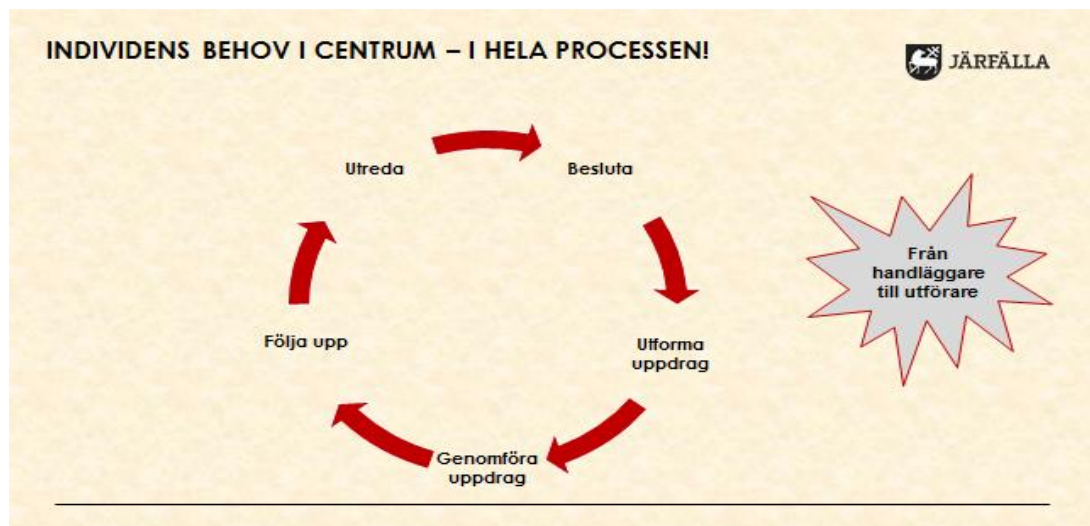 INDIVIDENS BEHOV I CENTRUM – I HELA PROCESSEN!
JÄRFÄLLA
Utreda
Besluta
Från
handläggare
till utförare
Följa upp
Utforma
uppdrag
Genomföra
uppdrag